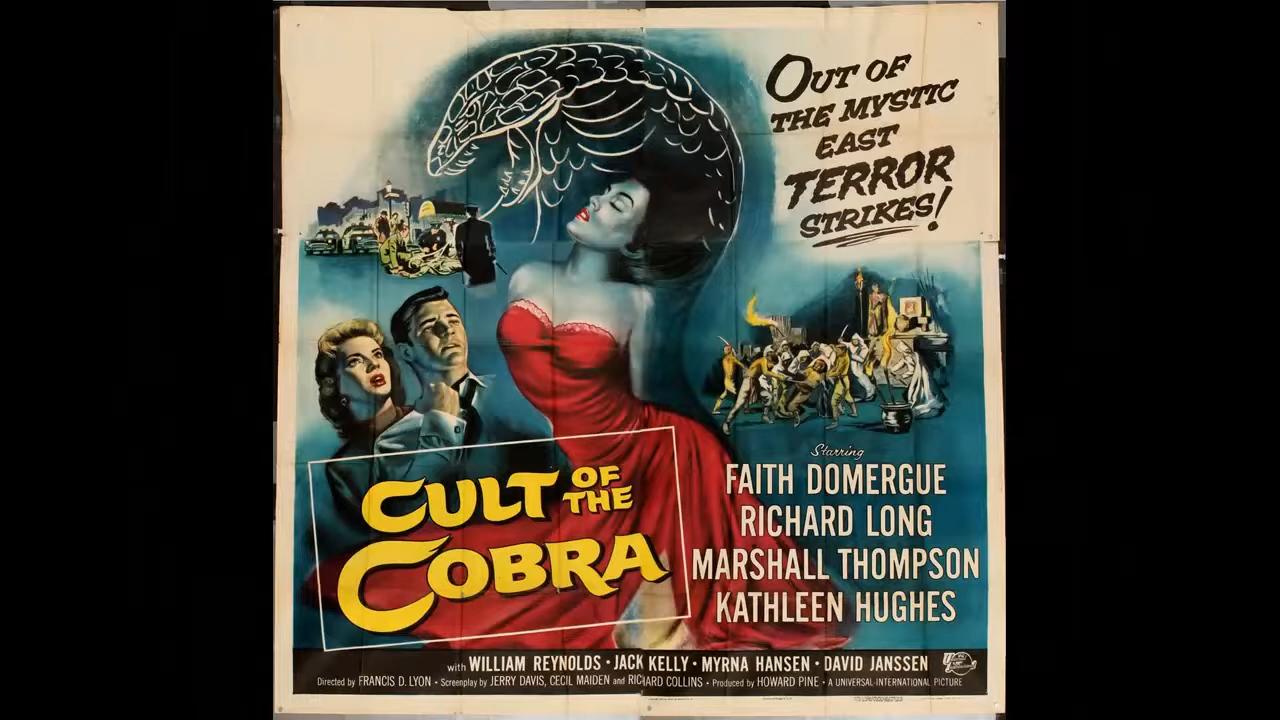 OUT OF
THE MYSTIC
EAST
TERROR
STRIKES!
CULT OF THE
COBRA
Starring
FAITH DOMERGUE
RICHARD LONG
MARSHALL THOMPSON
KATHLEEN HUGHES
with WILLIAM REYNOLDS · JACK KELLY · MYRNA HANSEN · DAVID JANSSEN
Directed by FRANCIS D. LYON · Screenplay by JERRY DAVIS, CECIL MAIDEN and RICHARD COLLINS · Produced by HOWARD PINE · A UNIVERSAL-INTERNATIONAL PICTURE